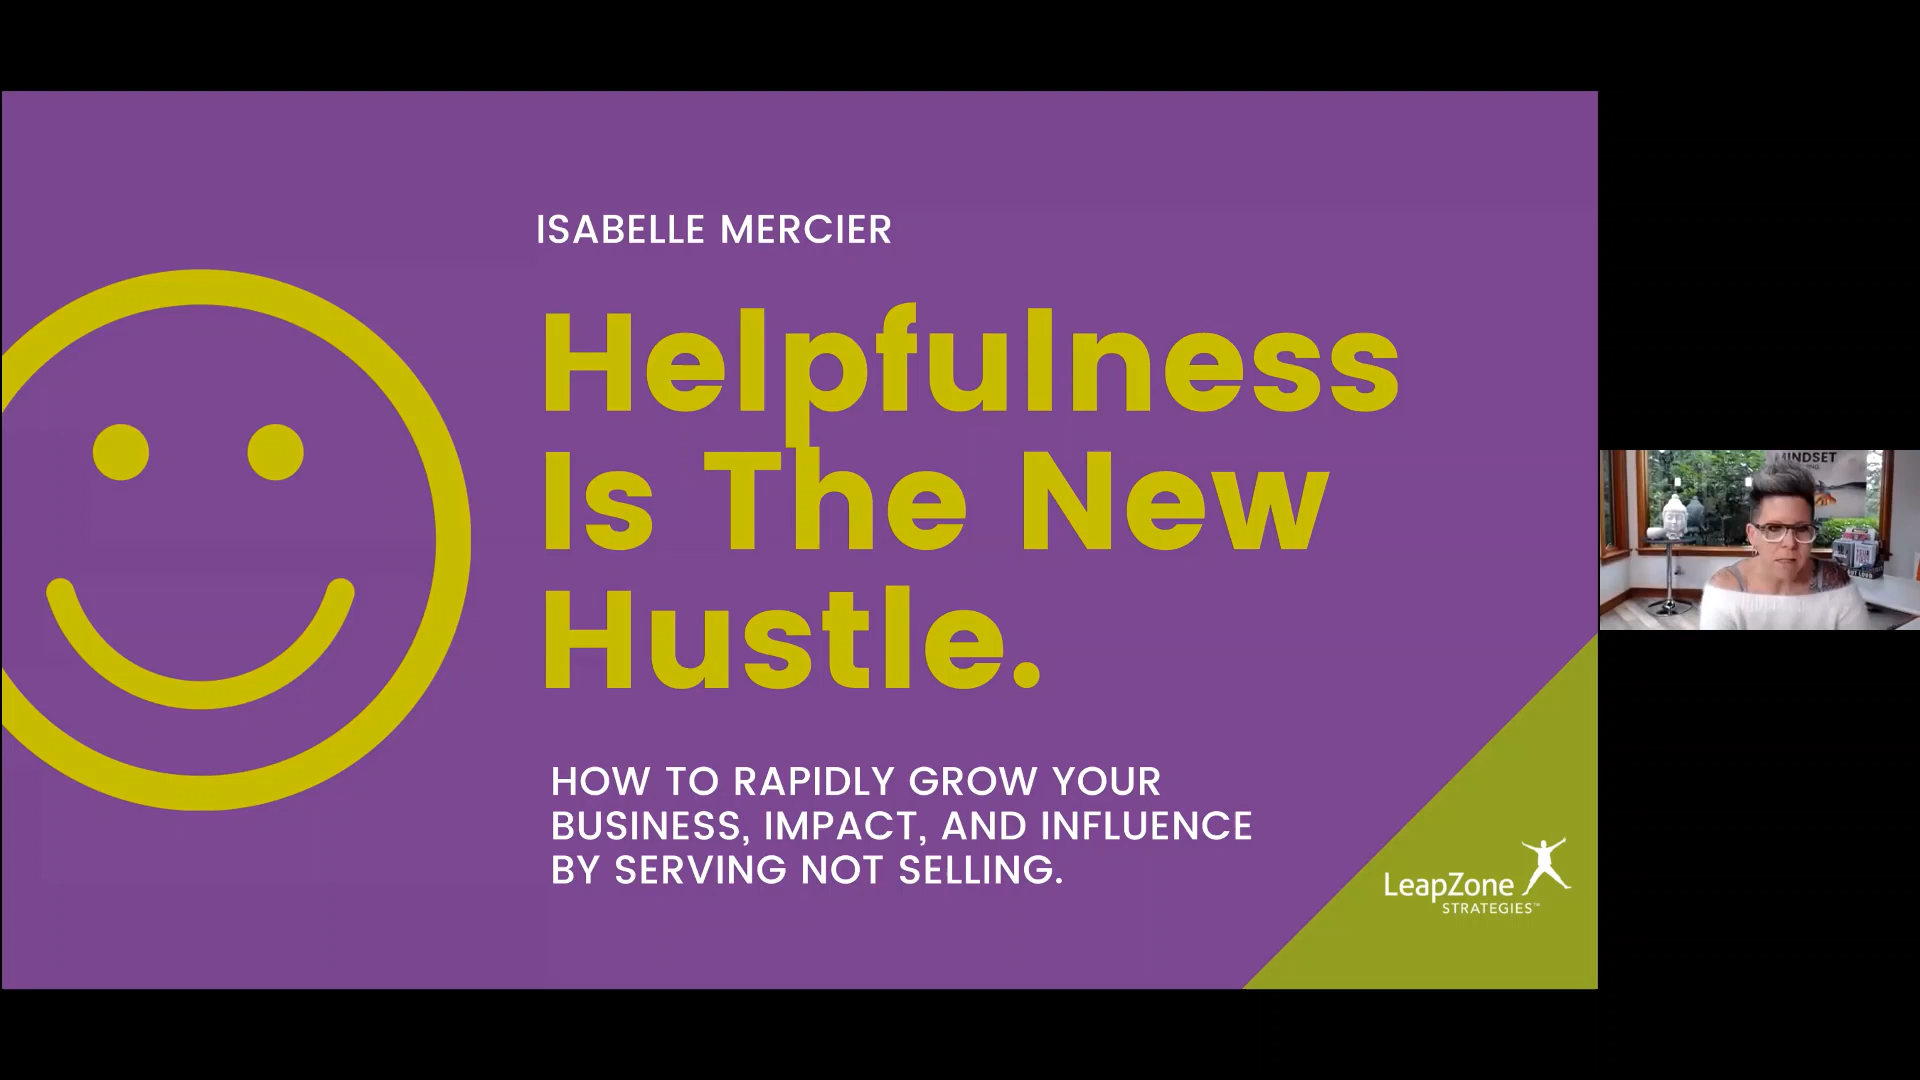 ISABELLE MERCIER
Helpfulness
Is The New
Hustle.
HOW TO RAPIDLY GROW YOUR
BUSINESS, IMPACT, AND INFLUENCE
BY SERVING NOT SELLING.
LeapZone
STRATEGIES™
MINDSET